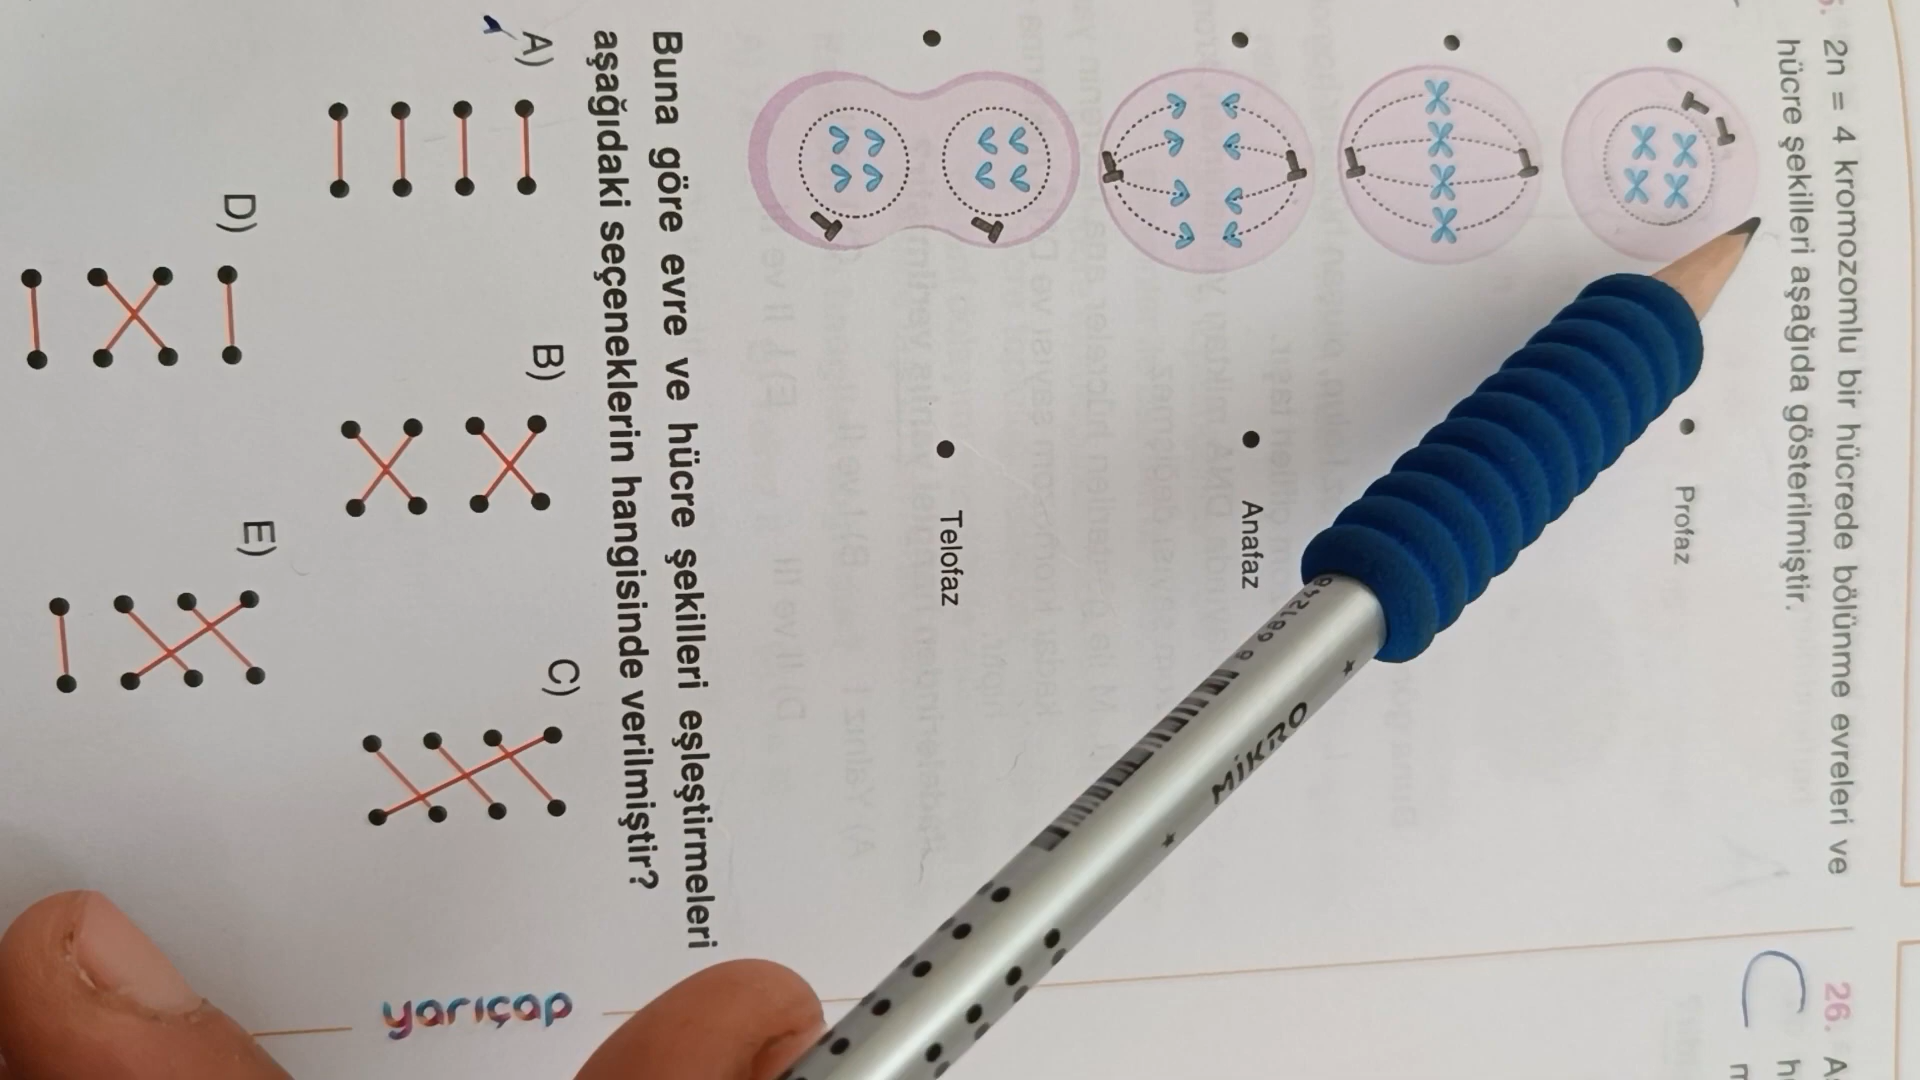 2n = 4 kromozomlu bir hücrede bölünme evreleri ve
hücre şekilleri aşağıda gösterilmiştir.
Profaz
Anafaz
Telofaz
Buna göre evre ve hücre şekilleri eşleştirmeleri
aşağıdaki seçeneklerin hangisinde verilmiştir?
A)
B)
C)
D)
E)
yarıçap
26.
MİKRO